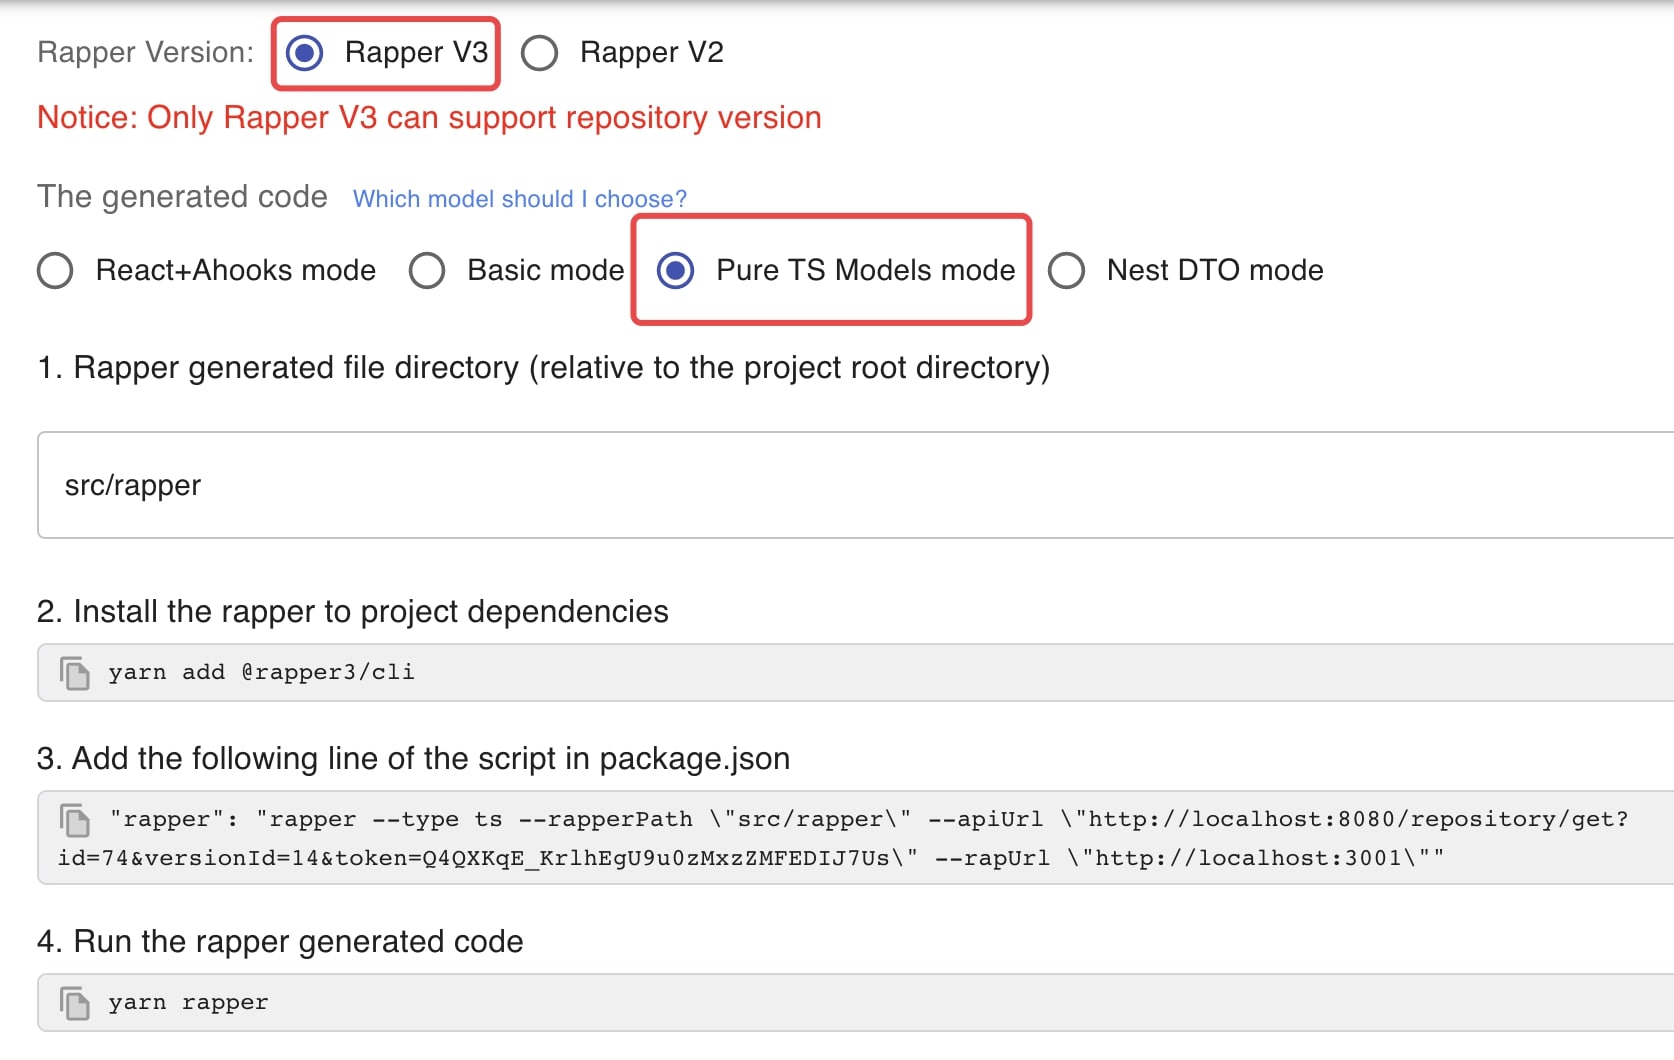 Rapper Version: Rapper V3 Rapper V2
Notice: Only Rapper V3 can support repository version
The generated code Which model should I choose?
React+Ahooks mode Basic mode Pure TS Models mode Nest DTO mode
1. Rapper generated file directory (relative to the project root directory)
src/rapper
2. Install the rapper to project dependencies
yarn add @rapper3/cli
3. Add the following line of the script in package.json
"rapper": "rapper --type ts --rapperPath \"src/rapper\" --apiUrl \"http://localhost:8080/repository/get?
id=74&versionId=14&token=Q4QXKqE_KrlhEgU9u0zMxzZMFEDIJ7Us\" --rapUrl \"http://localhost:3001\""
4. Run the rapper generated code
yarn rapper